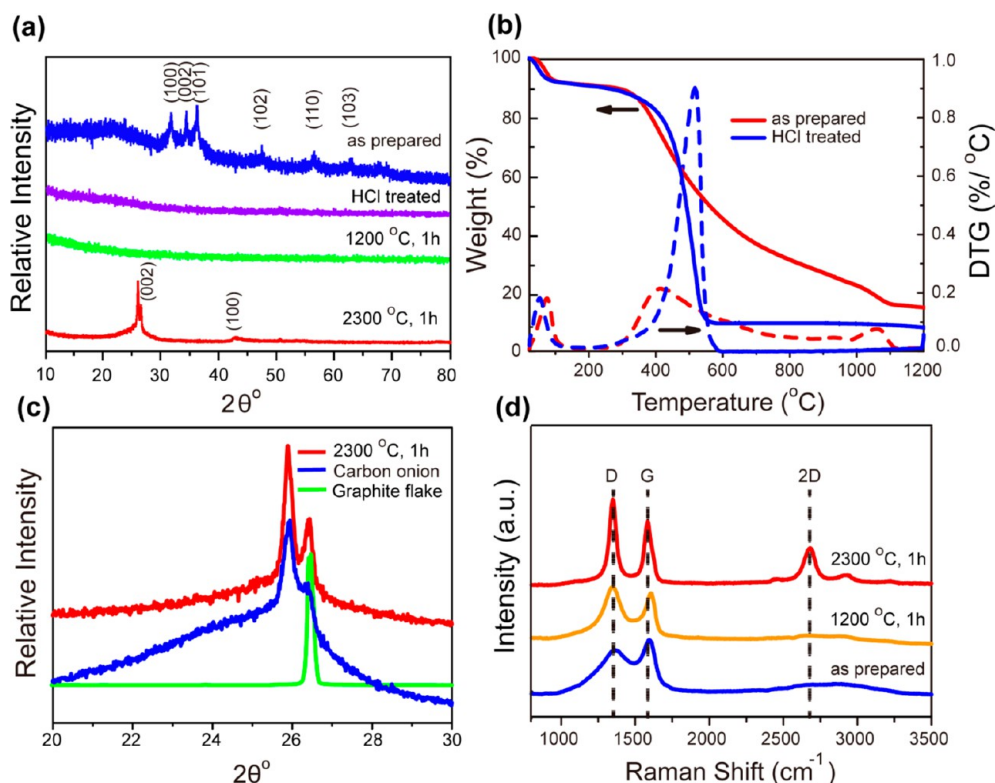 (a)
Relative Intensity
(100)
(002)
(101)
(102)
(110)
(103)
as prepared
HCl treated
1200 °C, 1h
(002)
(100)
2300 °C, 1h
10 20 30 40 50 60 70 80
2θ°
(b)
Weight (%)
100
80
60
40
20
0
as prepared
HCl treated
1.0
0.8
0.6
0.4
0.2
0.0
DTG (%/ °C)
200 400 600 800 1000 1200
Temperature (°C)
(c)
Relative Intensity
2300 °C, 1h
Carbon onion
Graphite flake
20 22 24 26 28 30
2θ°
(d)
Intensity (a.u.)
D G 2D
2300 °C, 1h
1200 °C, 1h
as prepared
1000 1500 2000 2500 3000 3500
Raman Shift (cm⁻¹)